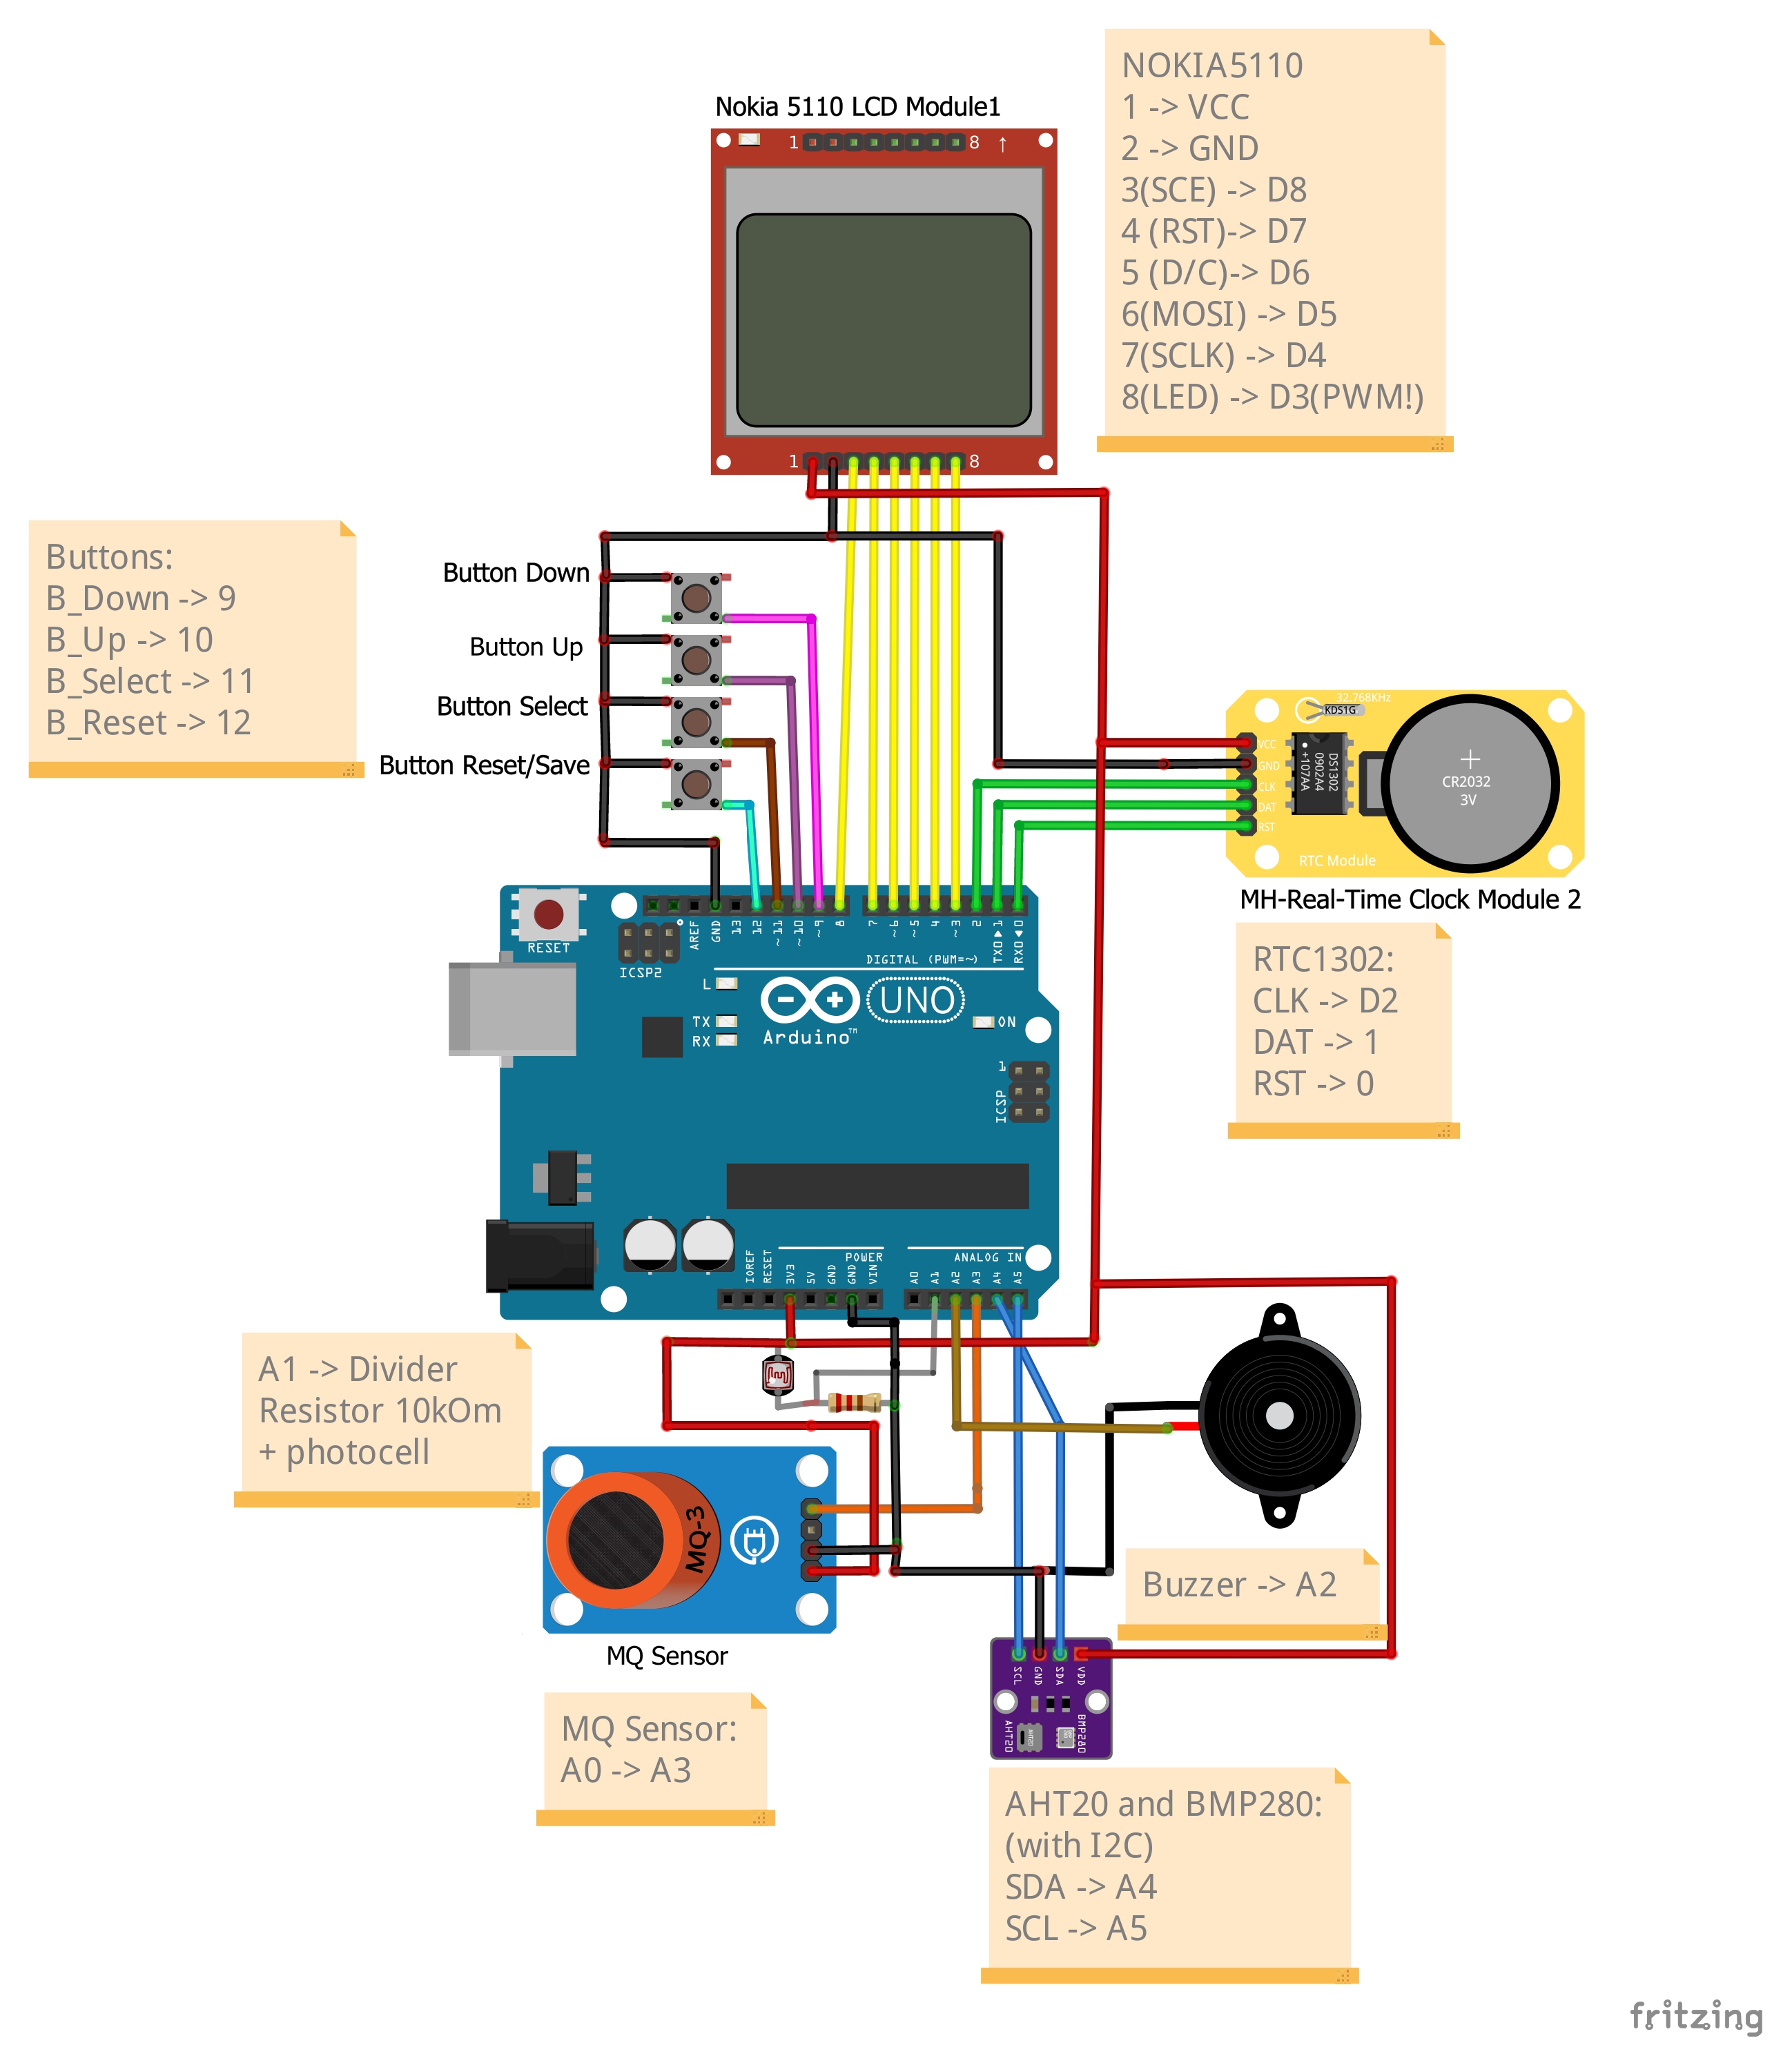 NOKIA5110
1 -> VCC
2 -> GND
3(SCE) -> D8
4 (RST)-> D7
5 (D/C)-> D6
6(MOSI) -> D5
7(SCLK) -> D4
8(LED) -> D3(PWM!)
Nokia 5110 LCD Module1
1 8 ↑
1 8
Buttons:
B_Down -> 9
B_Up -> 10
B_Select -> 11
B_Reset -> 12
Button Down
Button Up
Button Select
Button Reset/Save
32.768KHz
KDS1G
VCC
GND
CLK
DAT
RST
DS1302
0902A4
+107AA
CR2032
3V
RTC Module
MH-Real-Time Clock Module 2
RTC1302:
CLK -> D2
DAT -> 1
RST -> 0
RESET
ICSP2
AREF
GND
13
12
~11
~10
~9
8
7
~6
~5
4
~3
2
TX0▶1
RX0◀0
DIGITAL (PWM=~)
L
TX
RX
UNO
Arduino™
ON
1
ICSP
IOREF
RESET
3V3
5V
GND
GND
VIN
POWER
ANALOG IN
A0
A1
A2
A3
A4
A5
A1 -> Divider
Resistor 10kOm
+ photocell
MQ-3
MQ Sensor
MQ Sensor:
A0 -> A3
Buzzer -> A2
SCL
GND
SDA
VDD
AHT20
BMP280
AHT20 and BMP280:
(with I2C)
SDA -> A4
SCL -> A5
fritzing